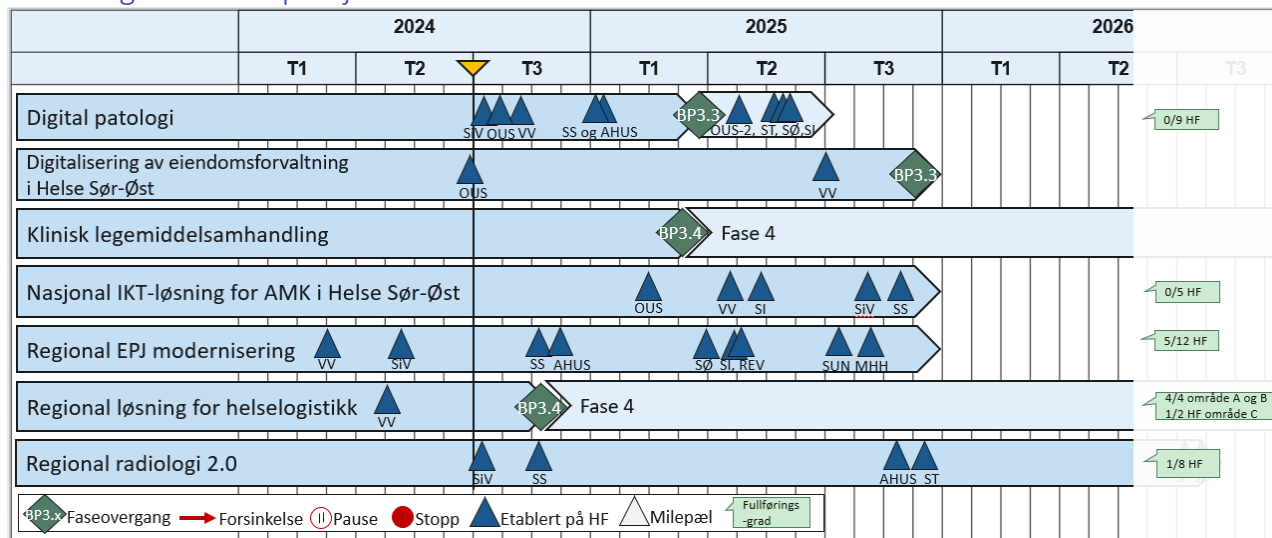 2024
2025
2026
T1
T2
T3
T1
T2
T3
T1
T2
T3
Digital patologi
SiV
OUS
VV
SS og AHUS
BP3.3
OUS-2, ST, SØ,SI
0/9 HF
Digitalisering av eiendomsforvaltning
i Helse Sør-Øst
OUS
VV
BP3.3
Klinisk legemiddelsamhandling
BP3.4
Fase 4
Nasjonal IKT-løsning for AMK i Helse Sør-Øst
OUS
VV
SI
SiV
SS
0/5 HF
Regional EPJ modernisering
VV
SiV
SS
AHUS
SØ
SI, REV
SUN
MHH
5/12 HF
Regional løsning for helselogistikk
VV
BP3.4
Fase 4
4/4 område A og B
1/2 HF område C
Regional radiologi 2.0
SiV
SS
AHUS
ST
1/8 HF
BP3.x
Faseovergang
Forsinkelse
Pause
Stopp
Etablert på HF
Milepæl
Fullførings
-grad